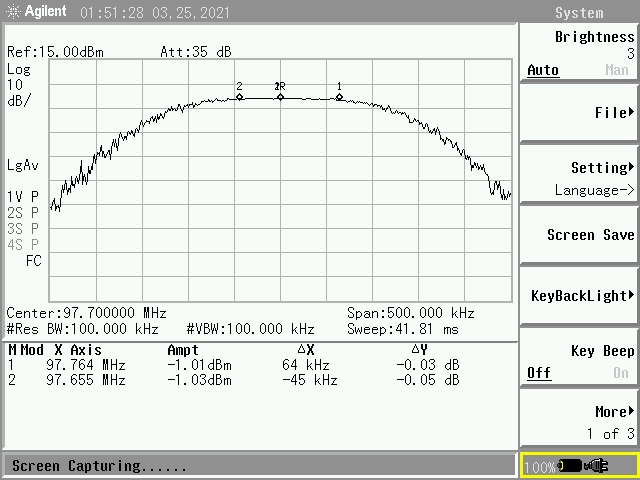 Agilent 01:51:28 03,25,2021
System
Ref:15.00dBm Att:35 dB
Log
10
dB/
LgAv
1V P
2S P
3S P
4S P
FC
2 1R 1
Center:97.700000 MHz Span:500.000 kHz
#Res BW:100.000 kHz #VBW:100.000 kHz Sweep:41.81 ms
M Mod X Axis Ampt △X △Y
1 97.764 MHz -1.01dBm 64 kHz -0.03 dB
2 97.655 MHz -1.03dBm -45 kHz -0.05 dB
Screen Capturing......
Brightness
3
Auto Man
File
Setting
Language->
Screen Save
KeyBackLight
Key Beep
Off On
More
1 of 3
100%